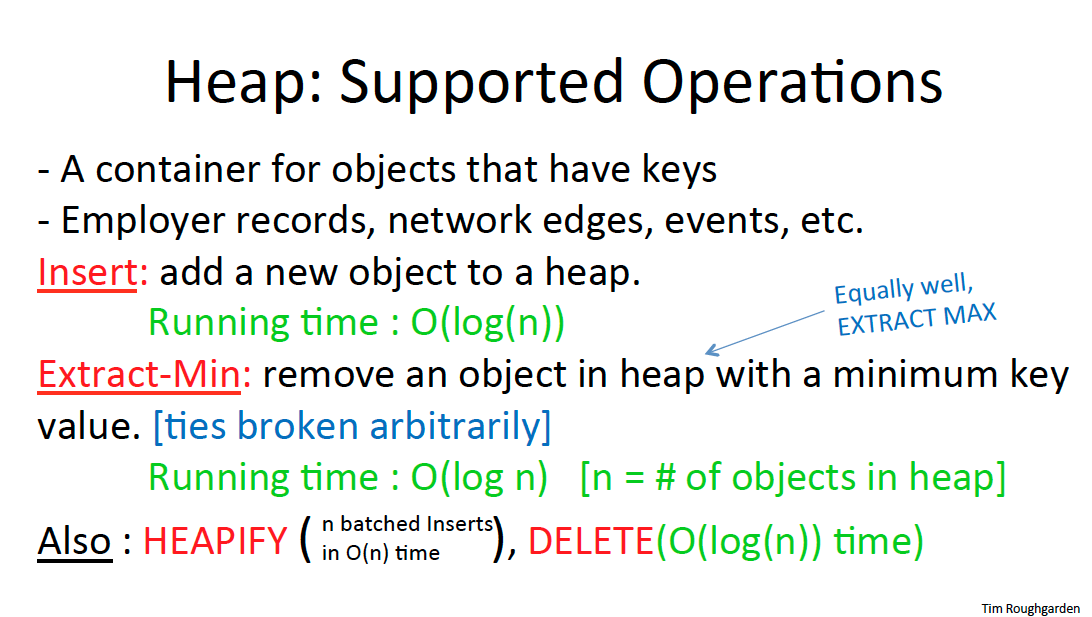 Heap: Supported Operations
- A container for objects that have keys
- Employer records, network edges, events, etc.
Insert: add a new object to a heap.
Equally well,
EXTRACT MAX
Running time : O(log(n))
Extract-Min: remove an object in heap with a minimum key
value. [ties broken arbitrarily]
Running time : O(log n) [n = # of objects in heap]
Also : HEAPIFY ( n batched Inserts
in O(n) time ), DELETE(O(log(n)) time)
Tim Roughgarden